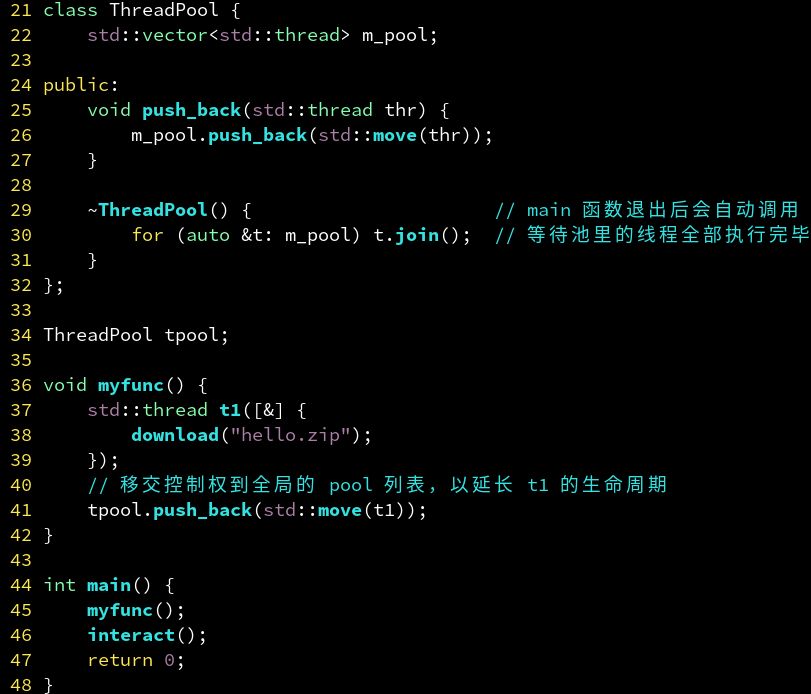 21 class ThreadPool {
22     std::vector<std::thread> m_pool;
23
24 public:
25     void push_back(std::thread thr) {
26         m_pool.push_back(std::move(thr));
27     }
28
29     ~ThreadPool() {                      // main 函数退出后会自动调用
30         for (auto &t: m_pool) t.join();  // 等待池里的线程全部执行完毕
31     }
32 };
33
34 ThreadPool tpool;
35
36 void myfunc() {
37     std::thread t1([&] {
38         download("hello.zip");
39     });
40     // 移交控制权到全局的 pool 列表，以延长 t1 的生命周期
41     tpool.push_back(std::move(t1));
42 }
43
44 int main() {
45     myfunc();
46     interact();
47     return 0;
48 }